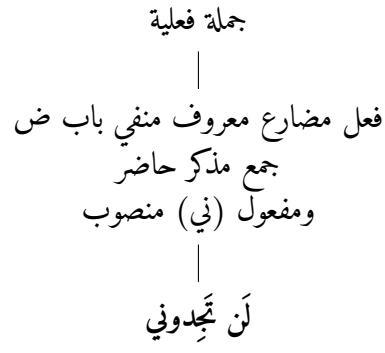 جملة فعلية
فعل مضارع معروف منفي باب ض
جمع مذكر حاضر
ومفعول (ني) منصوب
لَن تَجِدوني